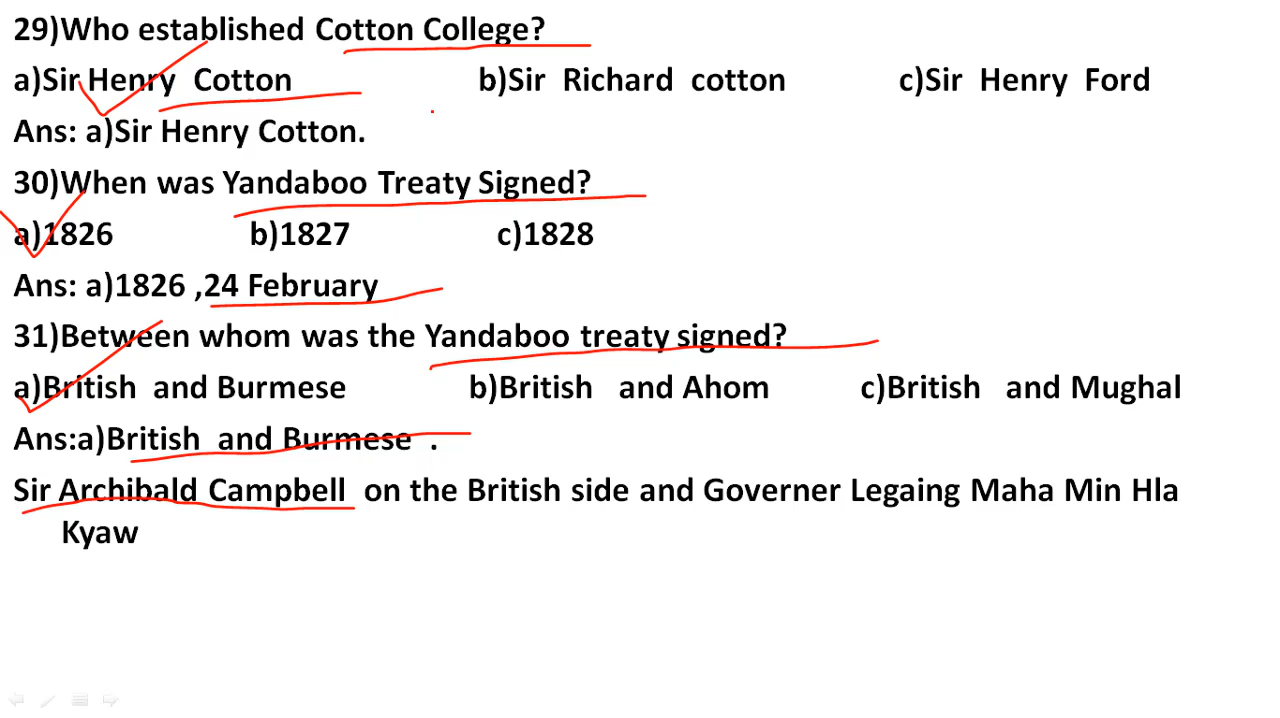 29)Who established Cotton College?
a)Sir Henry Cotton b)Sir Richard cotton c)Sir Henry Ford
Ans: a)Sir Henry Cotton.
30)When was Yandaboo Treaty Signed?
a)1826 b)1827 c)1828
Ans: a)1826 ,24 February
31)Between whom was the Yandaboo treaty signed?
a)British and Burmese b)British and Ahom c)British and Mughal
Ans:a)British and Burmese .
Sir Archibald Campbell on the British side and Governer Legaing Maha Min Hla
Kyaw